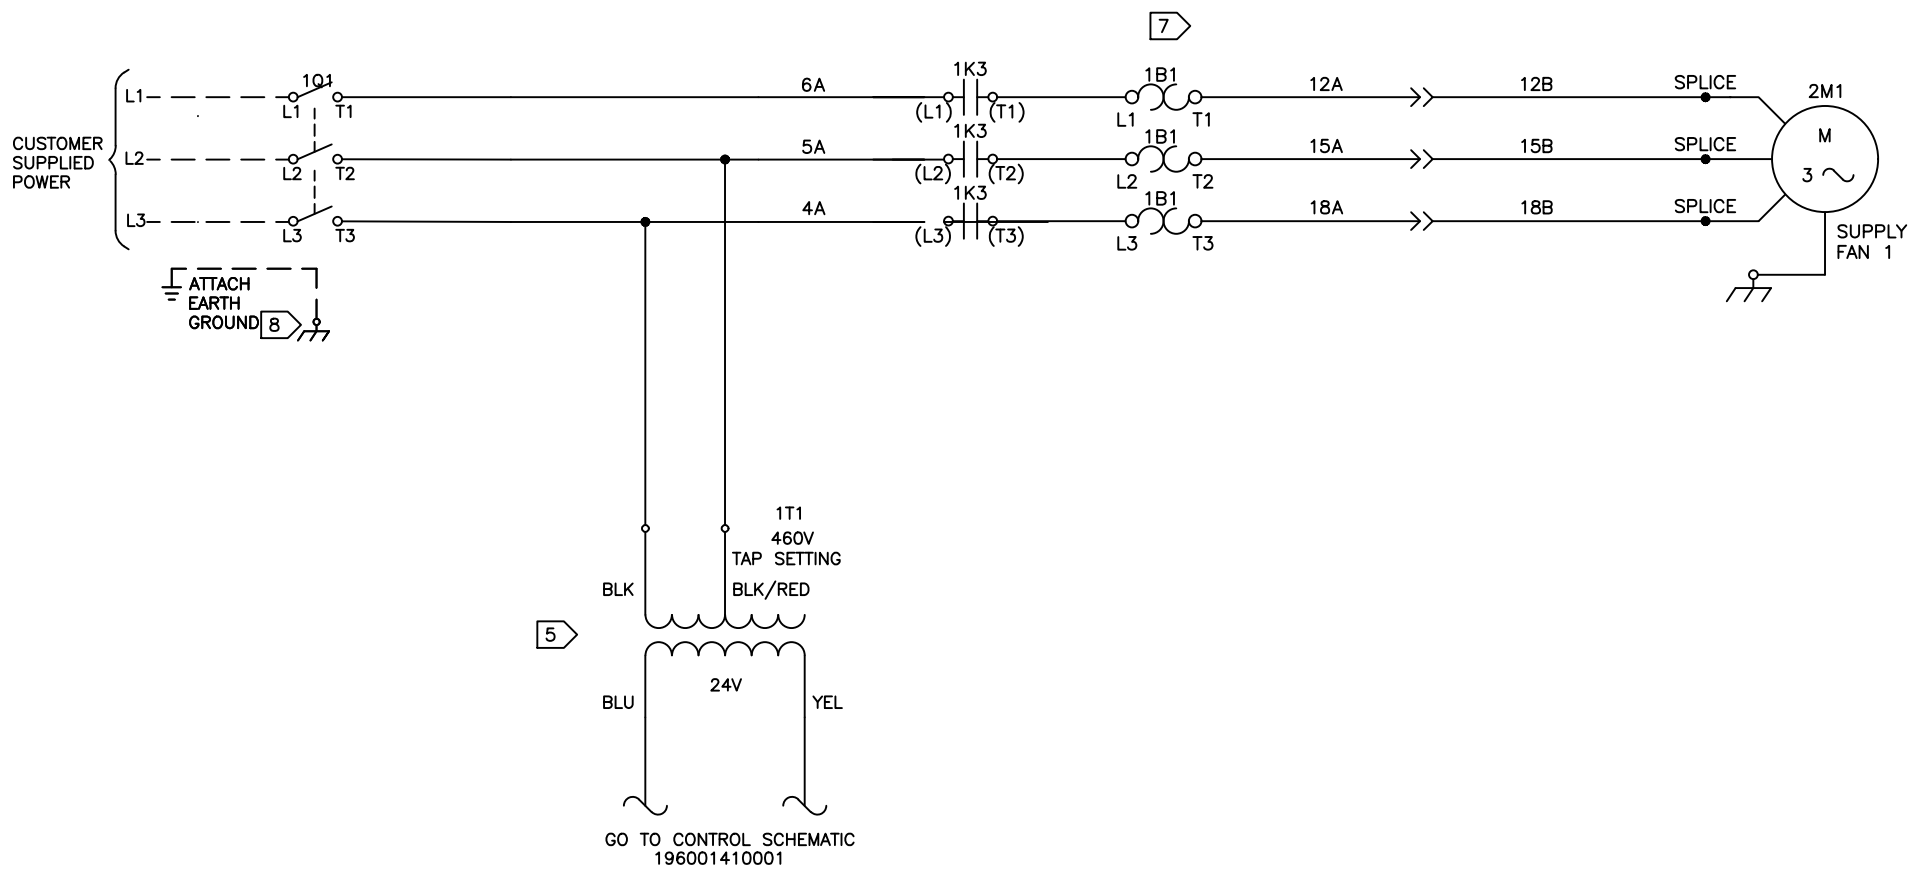 7
CUSTOMER
SUPPLIED
POWER
L1
1Q1
L1
T1
6A
1K3
(L1)
(T1)
1B1
L1
T1
12A
12B
SPLICE
2M1
M
3
SUPPLY
FAN 1
L2
L2
T2
5A
1K3
(L2)
(T2)
1B1
L2
T2
15A
15B
SPLICE
L3
L3
T3
4A
1K3
(L3)
(T3)
1B1
L3
T3
18A
18B
SPLICE
ATTACH
EARTH
GROUND
8
1T1
460V
TAP SETTING
BLK
BLK/RED
5
24V
BLU
YEL
GO TO CONTROL SCHEMATIC
196001410001